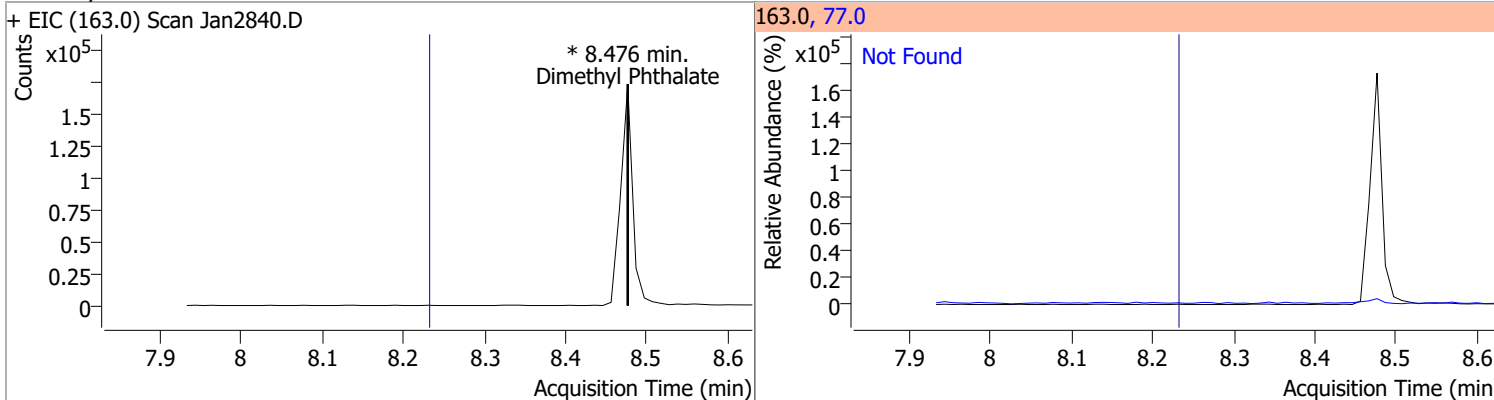 + EIC (163.0) Scan Jan2840.D
Counts
x10⁵
* 8.476 min.
Dimethyl Phthalate
1.5
1.25
1
0.75
0.5
0.25
0
7.9 8 8.1 8.2 8.3 8.4 8.5 8.6
Acquisition Time (min)
163.0, 77.0
Relative Abundance (%)
x10⁵
Not Found
1.6
1.4
1.2
1
0.8
0.6
0.4
0.2
0
7.9 8 8.1 8.2 8.3 8.4 8.5 8.6
Acquisition Time (min